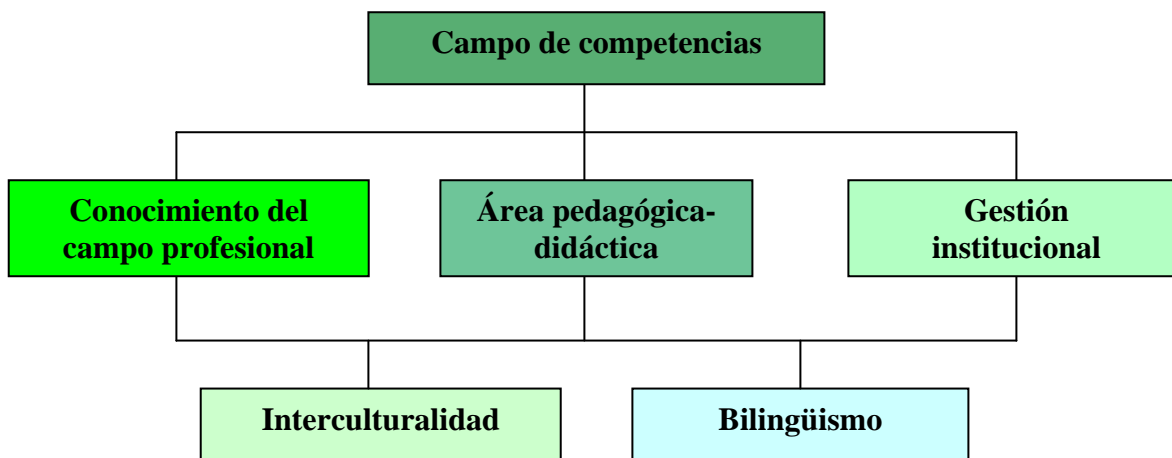 Campo de competencias
Conocimiento del
campo profesional
Área pedagógica-
didáctica
Gestión
institucional
Interculturalidad
Bilingüismo